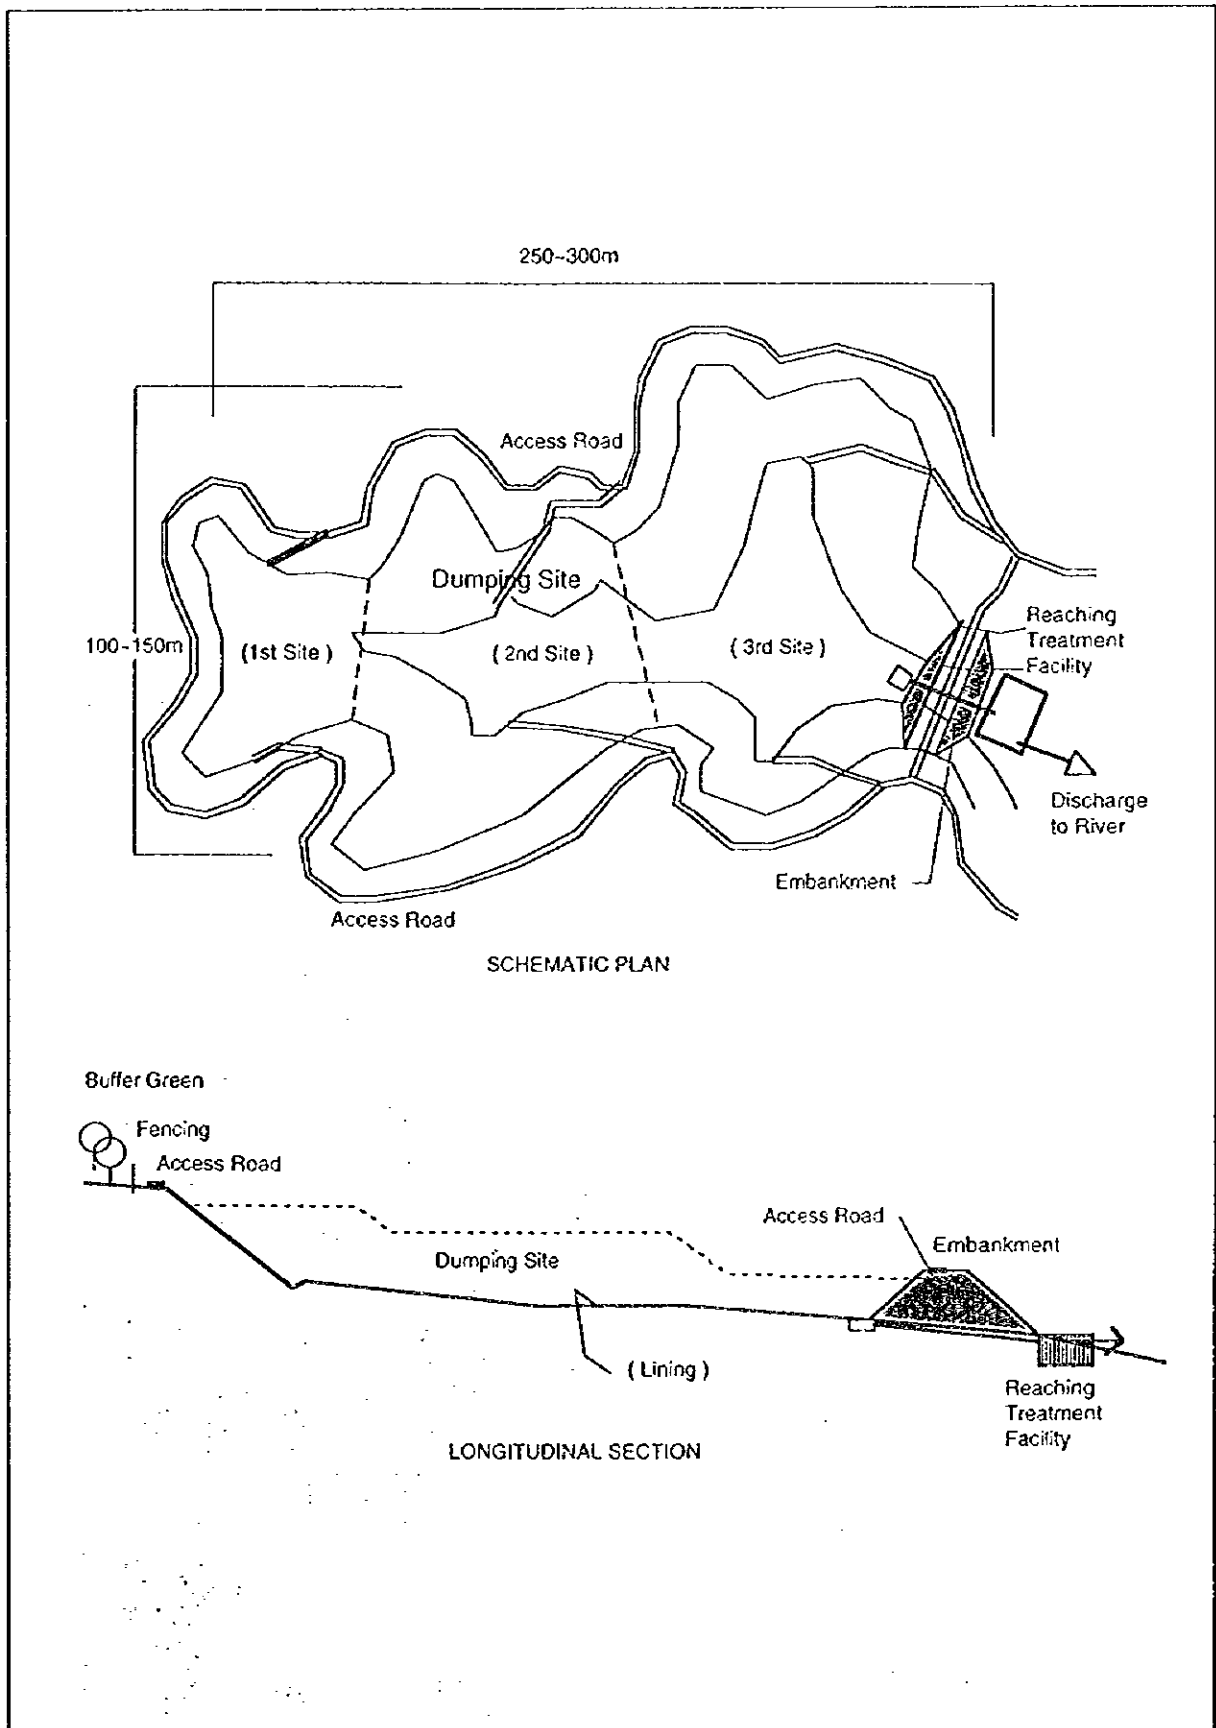 250~300m
Access Road
Dumping Site
100~150m
(1st Site)
(2nd Site)
(3rd Site)
Reaching
Treatment
Facility
Discharge
to River
Embankment
Access Road
SCHEMATIC PLAN
Buffer Green
Fencing
Access Road
Access Road
Embankment
Dumping Site
(Lining)
Reaching
Treatment
Facility
LONGITUDINAL SECTION